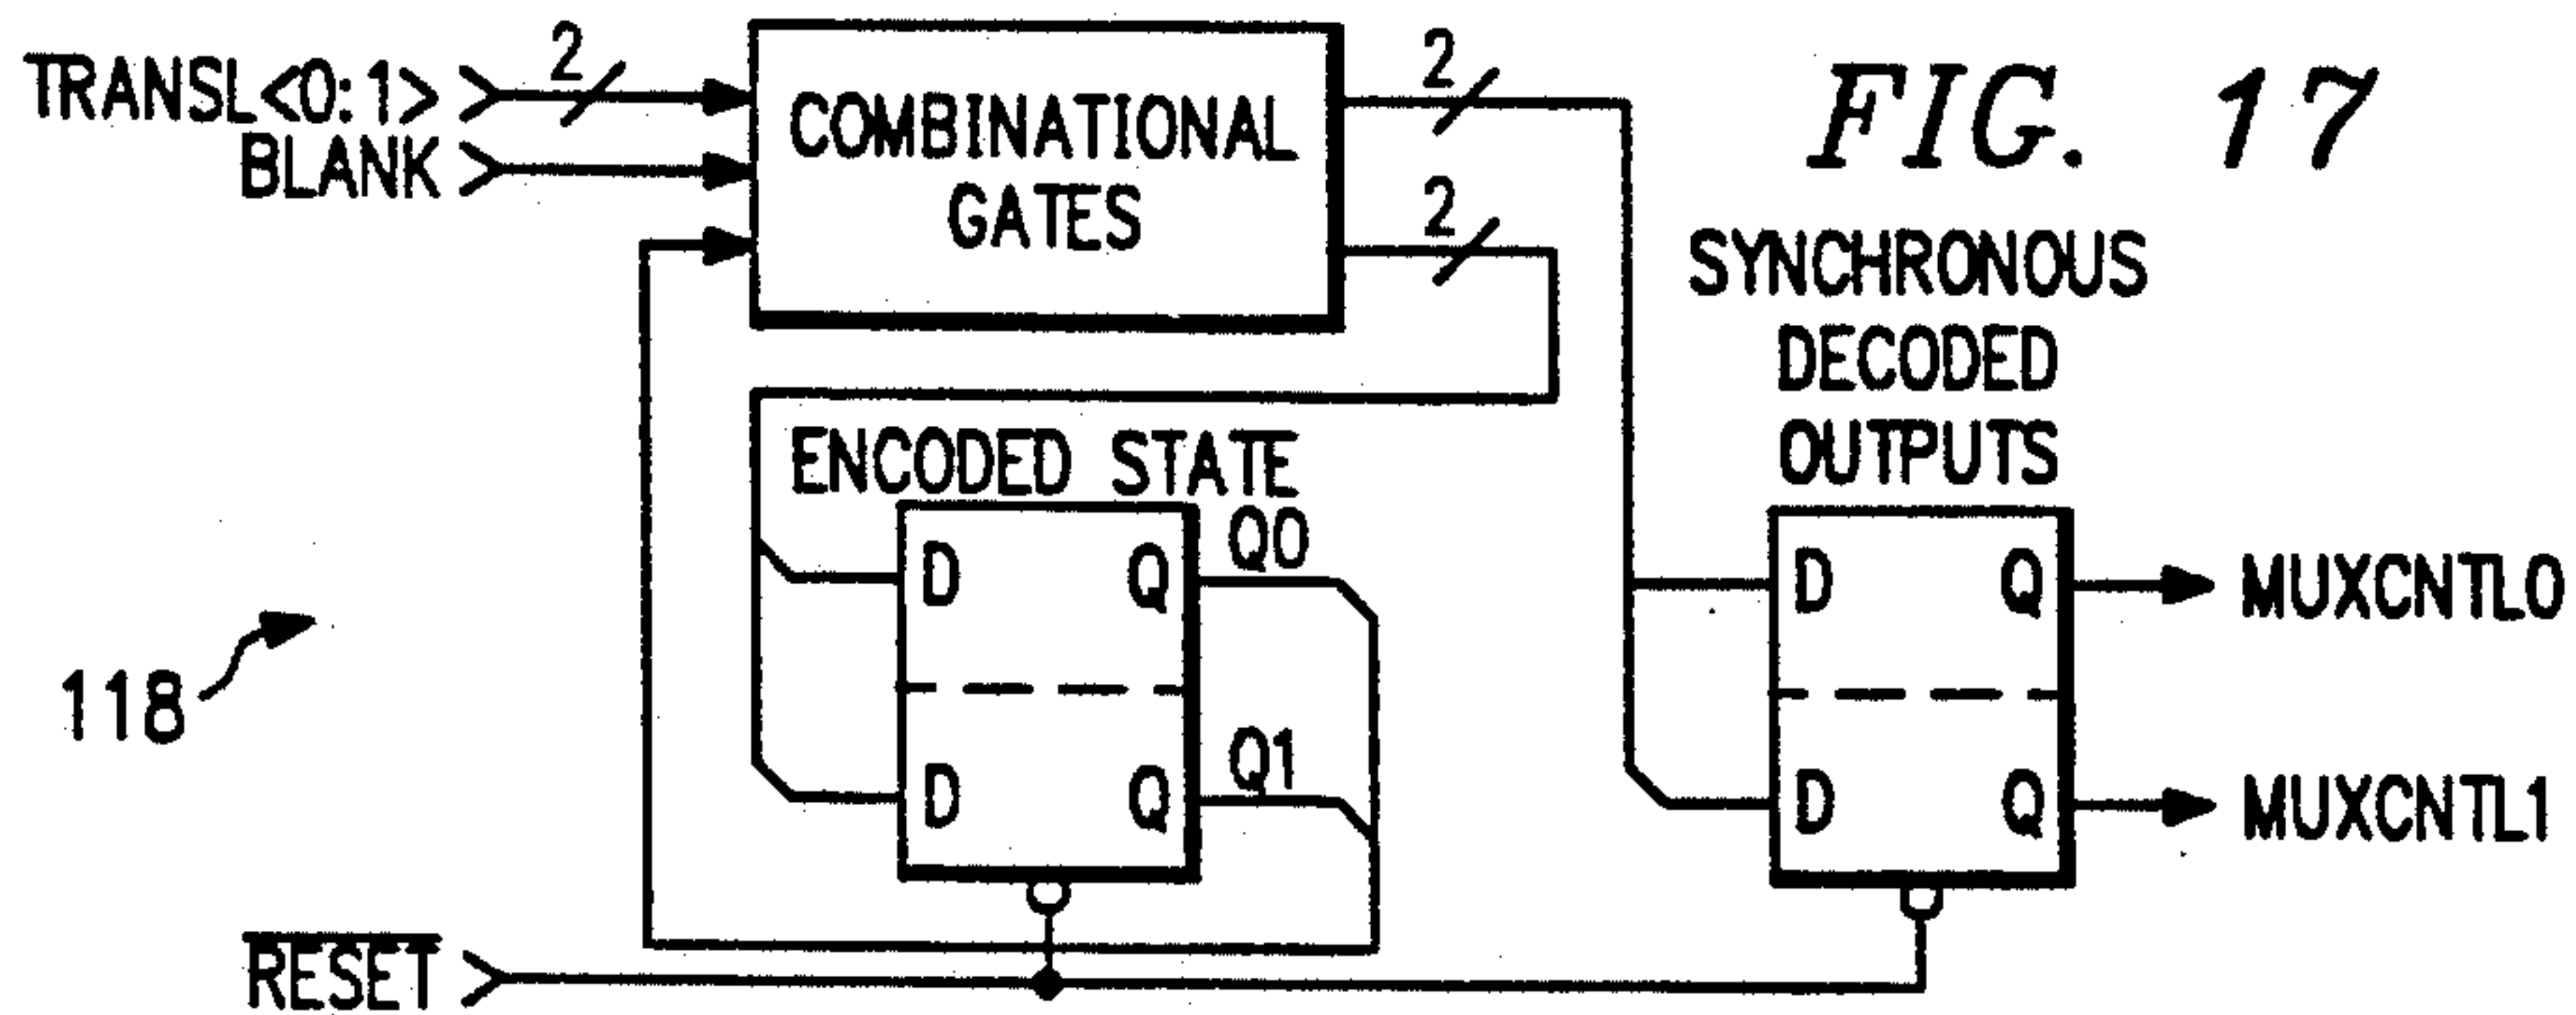 TRANSL<0:1>
2
2
FIG. 17
BLANK
COMBINATIONAL
GATES
2
SYNCHRONOUS
DECODED
OUTPUTS
ENCODED STATE
D Q Q0
D Q MUXCNTL0
118
D Q Q1
D Q MUXCNTL1
RESET